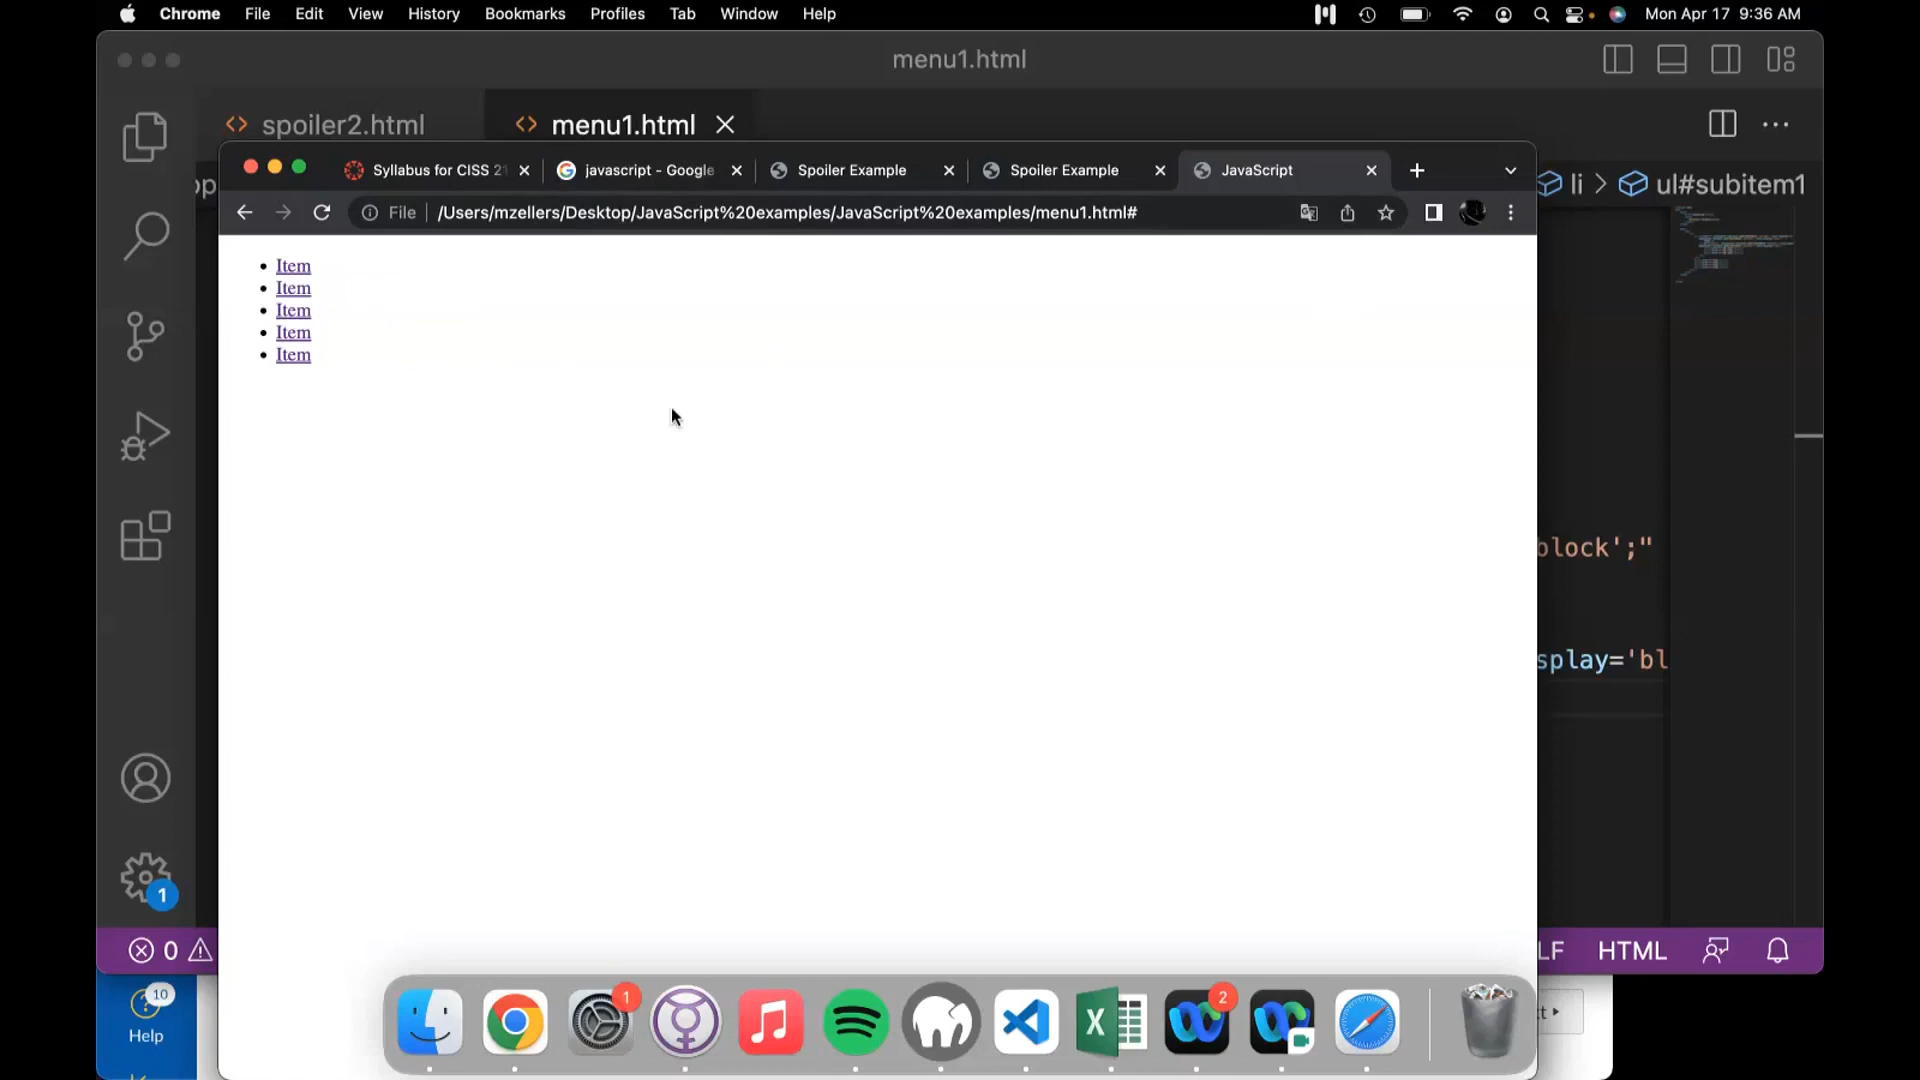 Chrome File Edit View History Bookmarks Profiles Tab Window Help Mon Apr 17 9:36 AM
menu1.html
spoiler2.html menu1.html
Syllabus for CISS 21 javascript - Google Spoiler Example Spoiler Example JavaScript
li > ul#subitem1
File /Users/mzellers/Desktop/JavaScript%20examples/JavaScript%20examples/menu1.html#
• Item
• Item
• Item
• Item
• Item
block';"
splay='bl
1
0
LF HTML
10
Help
1
2